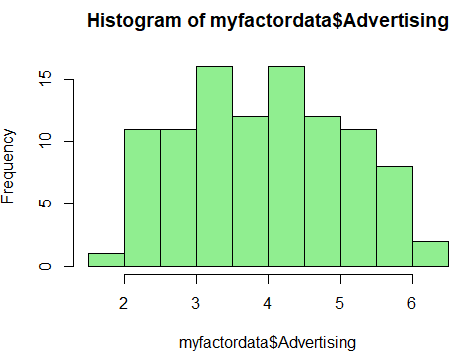 Histogram of myfactordata$Advertising
Frequency
15
10
5
0
2 3 4 5 6
myfactordata$Advertising